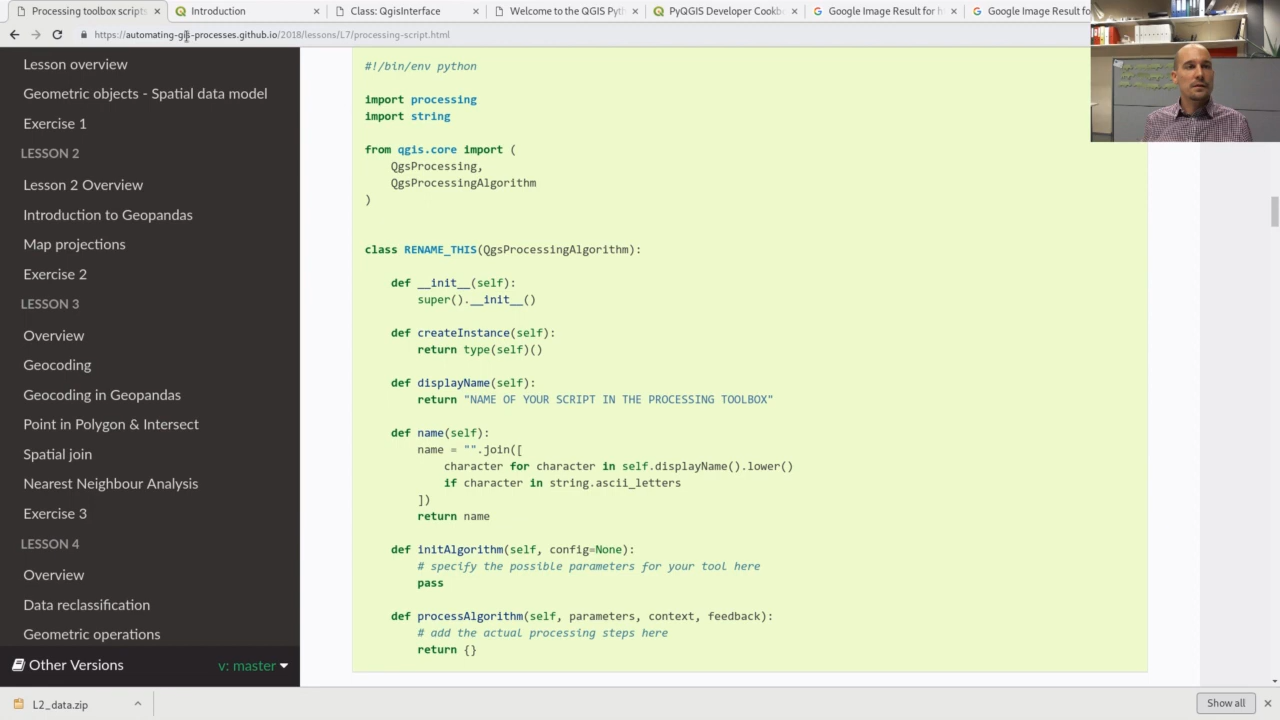 Processing toolbox scripts
Introduction
Class: QgisInterface
Welcome to the QGIS Pyth
PyQGIS Developer Cookb
Google Image Result for h
Google Image Result fo
https://automating-gis-processes.github.io/2018/lessons/L7/processing-script.html
Lesson overview
Geometric objects - Spatial data model
Exercise 1
LESSON 2
Lesson 2 Overview
Introduction to Geopandas
Map projections
Exercise 2
LESSON 3
Overview
Geocoding
Geocoding in Geopandas
Point in Polygon & Intersect
Spatial join
Nearest Neighbour Analysis
Exercise 3
LESSON 4
Overview
Data reclassification
Geometric operations
Other Versions v: master
#!/bin/env python
import processing
import string
from qgis.core import (
QgsProcessing,
QgsProcessingAlgorithm
)
class RENAME_THIS(QgsProcessingAlgorithm):
def __init__(self):
super().__init__()
def createInstance(self):
return type(self)()
def displayName(self):
return "NAME OF YOUR SCRIPT IN THE PROCESSING TOOLBOX"
def name(self):
name = "".join([
character for character in self.displayName().lower()
if character in string.ascii_letters
])
return name
def initAlgorithm(self, config=None):
# specify the possible parameters for your tool here
pass
def processAlgorithm(self, parameters, context, feedback):
# add the actual processing steps here
return {}
L2_data.zip
Show all